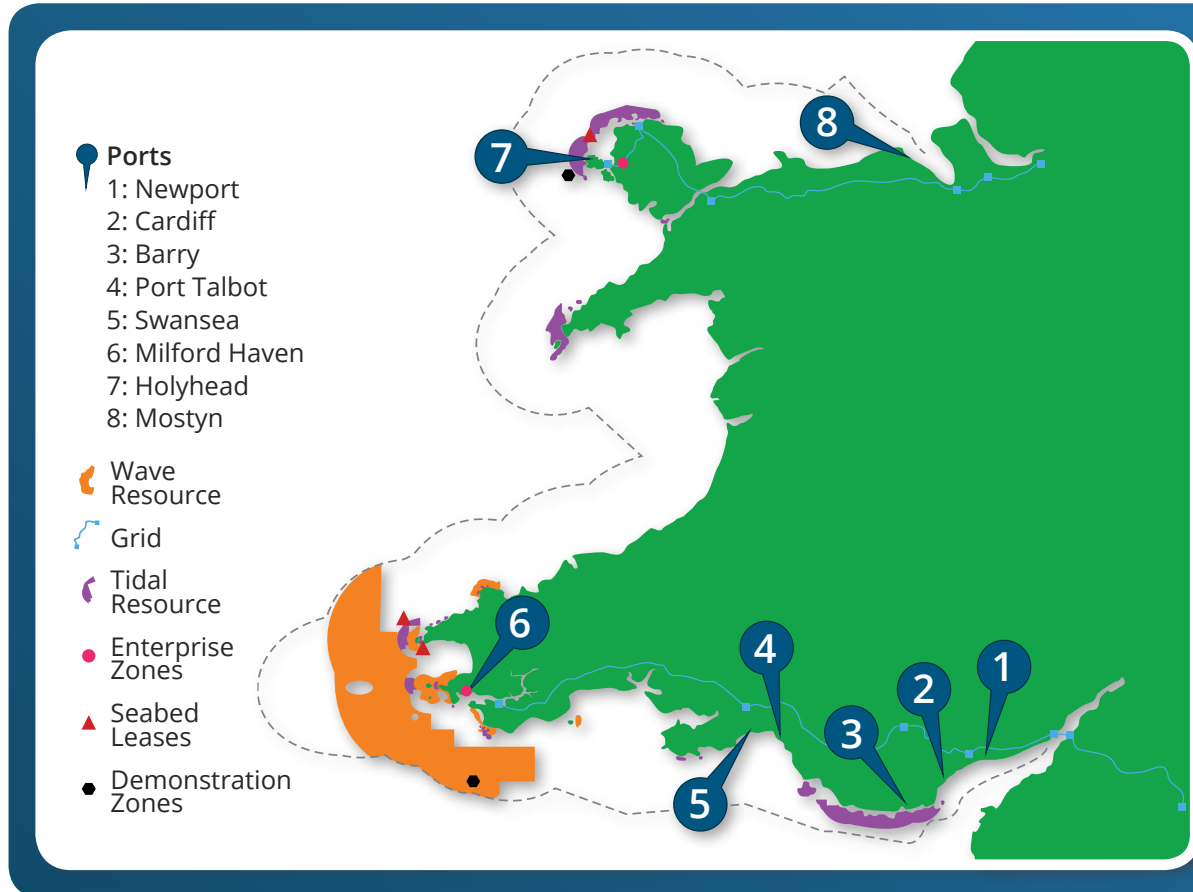 Ports
1: Newport
2: Cardiff
3: Barry
4: Port Talbot
5: Swansea
6: Milford Haven
7: Holyhead
8: Mostyn
Wave
Resource
Grid
Tidal
Resource
Enterprise
Zones
Seabed
Leases
Demonstration
Zones
7
8
6
4
1
2
3
5